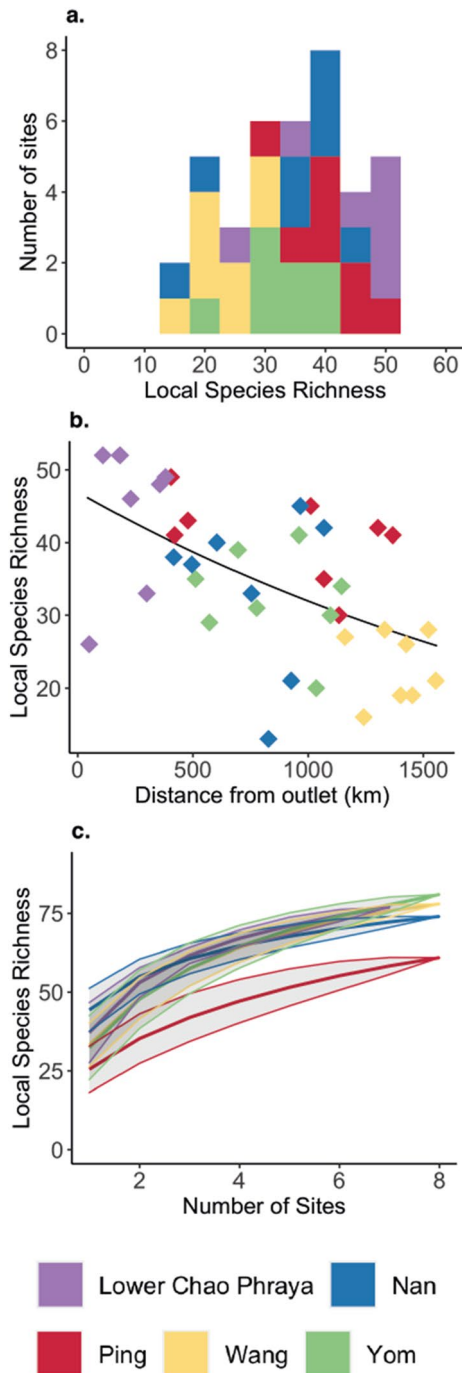 a.
8
6
4
2
0
Number of sites
0 10 20 30 40 50 60
Local Species Richness
b.
50
40
30
20
Local Species Richness
0 500 1000 1500
Distance from outlet (km)
c.
75
50
25
0
Local Species Richness
2 4 6 8
Number of Sites
Lower Chao Phraya Nan
Ping Wang Yom